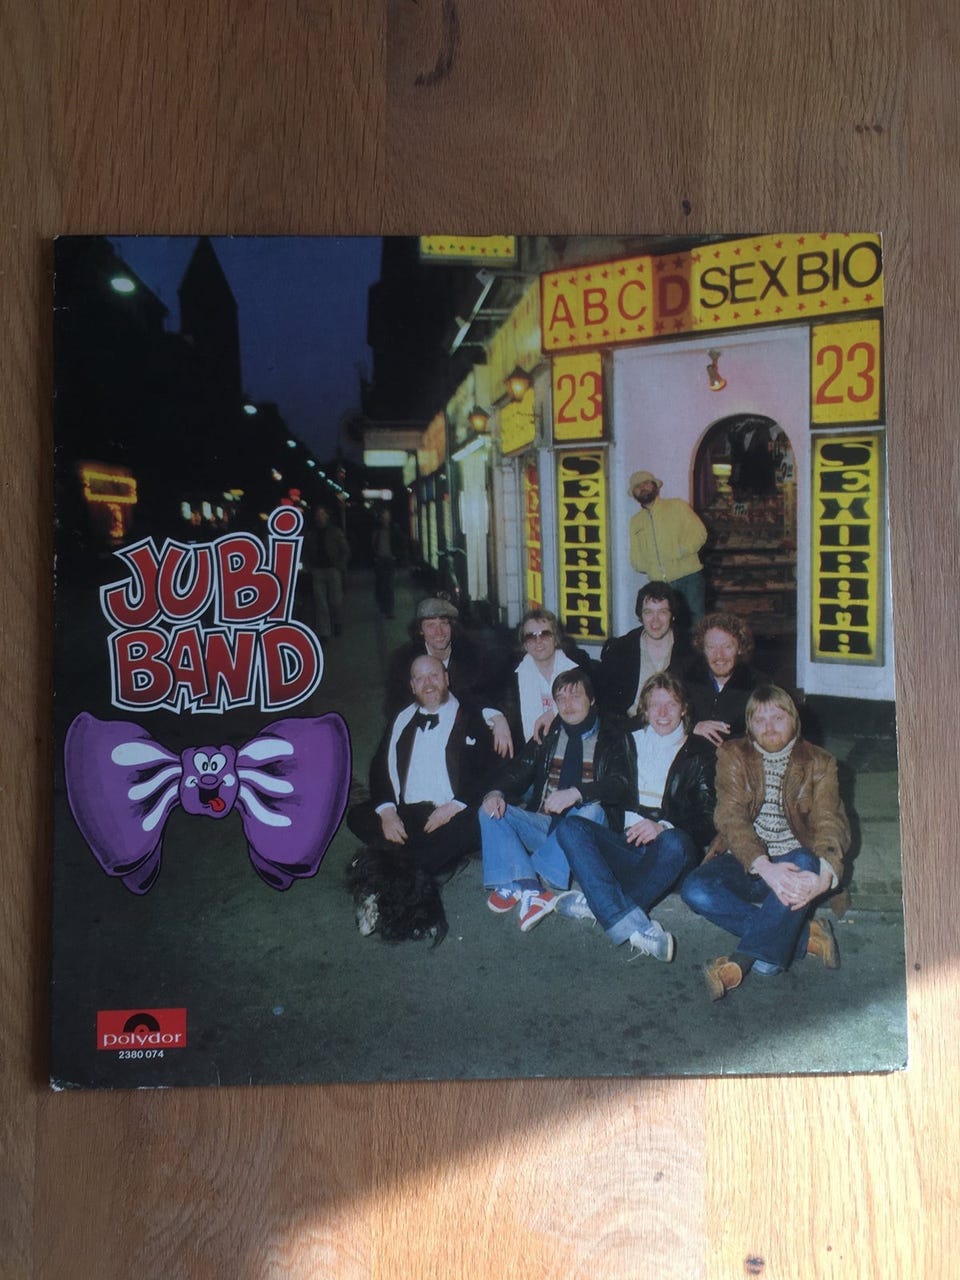 ABCD SEX BIO
23
23
SEXIRAMA
SEXIRAMA
JUBi
BAND
polydor
2380 074